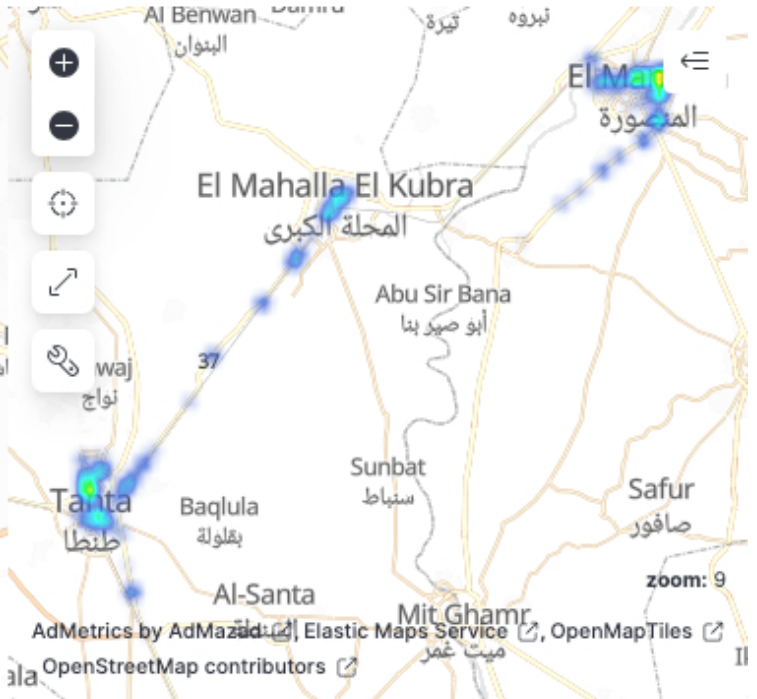 Al Benwan
البنوان
Damru
تيرة
نبروه
El Ma
المنصورة
El Mahalla El Kubra
المحلة الكبرى
Abu Sir Bana
أبو صير بنا
37
waj
نواج
Sunbat
سنباط
Tanta
طنطا
Baqlula
بقلولة
Safur
صافور
zoom: 9
Al-Santa
Mit Ghamr
ميت غمر
AdMetrics by AdMazad, Elastic Maps Service, OpenMapTiles
OpenStreetMap contributors
ala